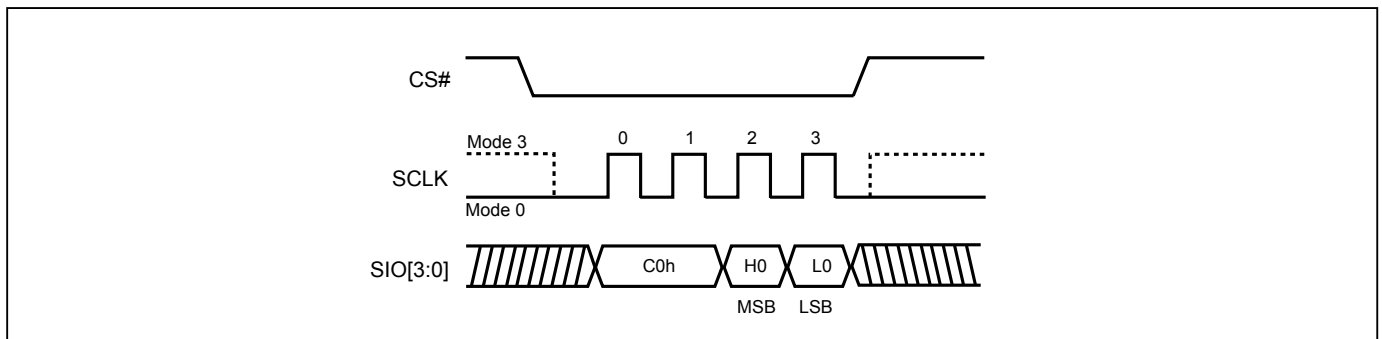 CS#
Mode 3
0 1 2 3
SCLK
Mode 0
SIO[3:0]
C0h H0 L0
MSB LSB